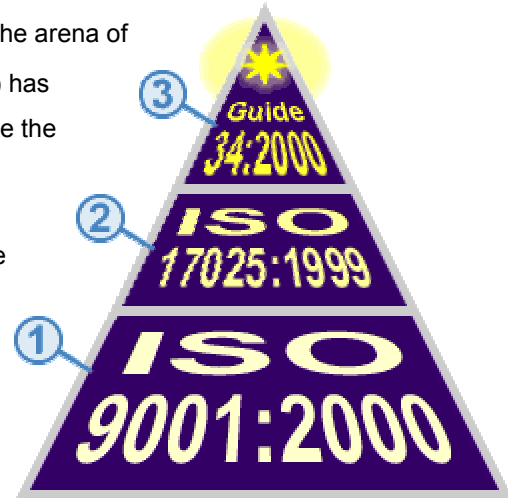 he arena of
has
e the
e
3
Guide
34:2000
2
ISO
17025:1999
1
ISO
9001:2000